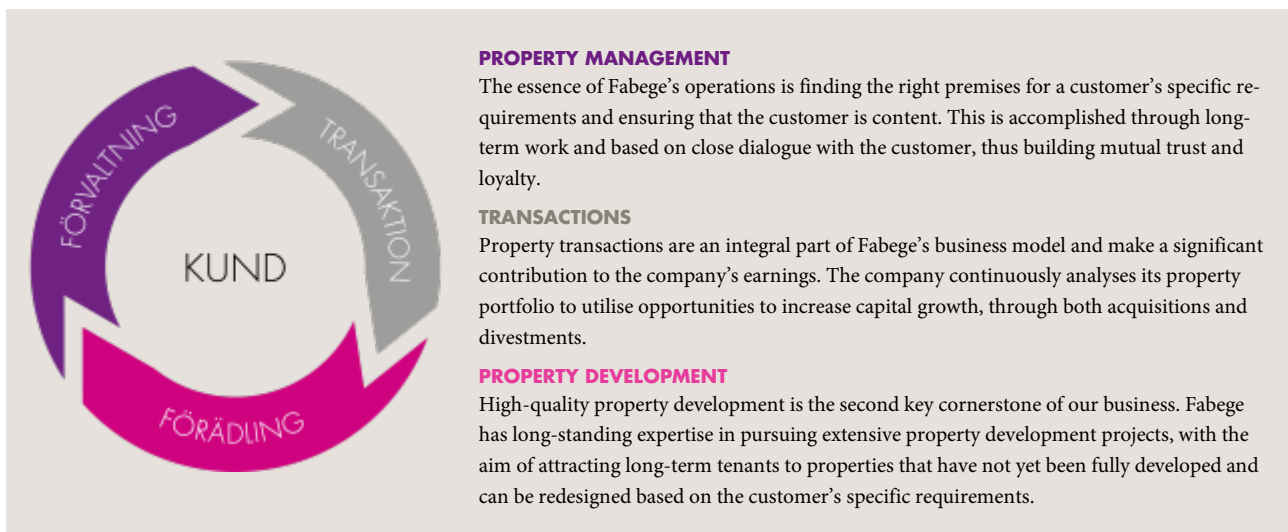 FÖRVALTNING
TRANSAKTION
KUND
FÖRÄDLING
PROPERTY MANAGEMENT
The essence of Fabege’s operations is finding the right premises for a customer’s specific re-
quirements and ensuring that the customer is content. This is accomplished through long-
term work and based on close dialogue with the customer, thus building mutual trust and
loyalty.
TRANSACTIONS
Property transactions are an integral part of Fabege’s business model and make a significant
contribution to the company’s earnings. The company continuously analyses its property
portfolio to utilise opportunities to increase capital growth, through both acquisitions and
divestments.
PROPERTY DEVELOPMENT
High-quality property development is the second key cornerstone of our business. Fabege
has long-standing expertise in pursuing extensive property development projects, with the
aim of attracting long-term tenants to properties that have not yet been fully developed and
can be redesigned based on the customer’s specific requirements.